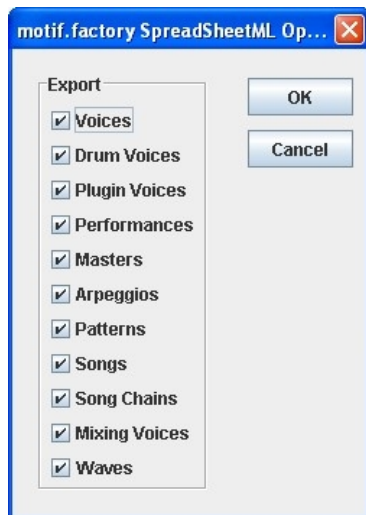 motif.factory SpreadSheetML Op...
Export
Voices
Drum Voices
Plugin Voices
Performances
Masters
Arpeggios
Patterns
Songs
Song Chains
Mixing Voices
Waves
OK
Cancel